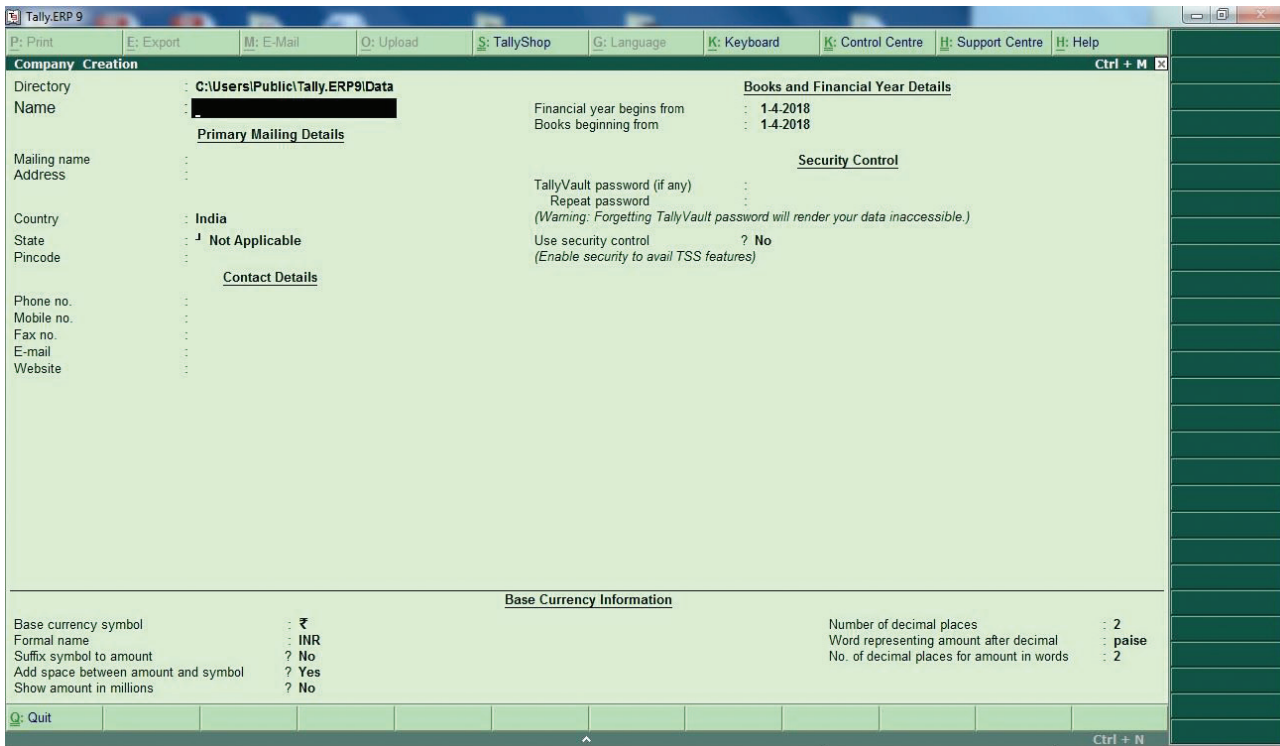 Tally.ERP 9
P: Print E: Export M: E-Mail O: Upload S: TallyShop G: Language K: Keyboard K: Control Centre H: Support Centre H: Help
Company Creation Ctrl + M
Directory : C:\Users\Public\Tally.ERP9\Data
Name :
Primary Mailing Details
Mailing name :
Address :
Country : India
State : ┘ Not Applicable
Pincode :
Contact Details
Phone no. :
Mobile no. :
Fax no. :
E-mail :
Website :
Books and Financial Year Details
Financial year begins from : 1-4-2018
Books beginning from : 1-4-2018
Security Control
TallyVault password (if any) :
Repeat password :
(Warning: Forgetting TallyVault password will render your data inaccessible.)
Use security control ? No
(Enable security to avail TSS features)
Base Currency Information
Base currency symbol : ₹
Formal name : INR
Suffix symbol to amount ? No
Add space between amount and symbol ? Yes
Show amount in millions ? No
Number of decimal places : 2
Word representing amount after decimal : paise
No. of decimal places for amount in words : 2
Q: Quit
Ctrl + N